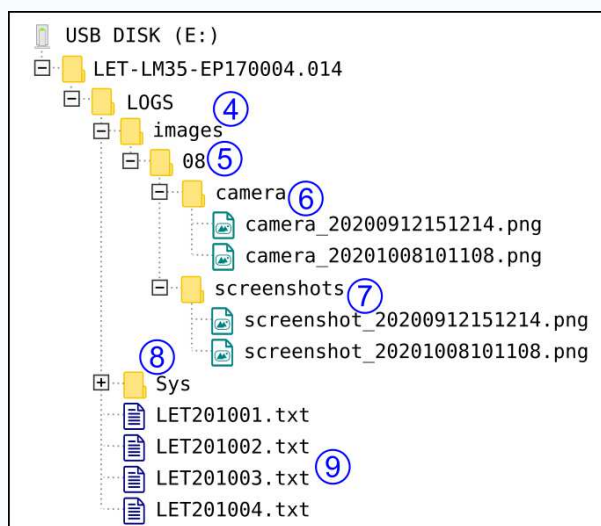 USB DISK (E:)
LET-LM35-EP170004.014
LOGS
④
images
08 ⑤
camera ⑥
camera_20200912151214.png
camera_20201008101108.png
screenshots ⑦
screenshot_20200912151214.png
screenshot_20201008101108.png
⑧
Sys
LET201001.txt
LET201002.txt
LET201003.txt ⑨
LET201004.txt